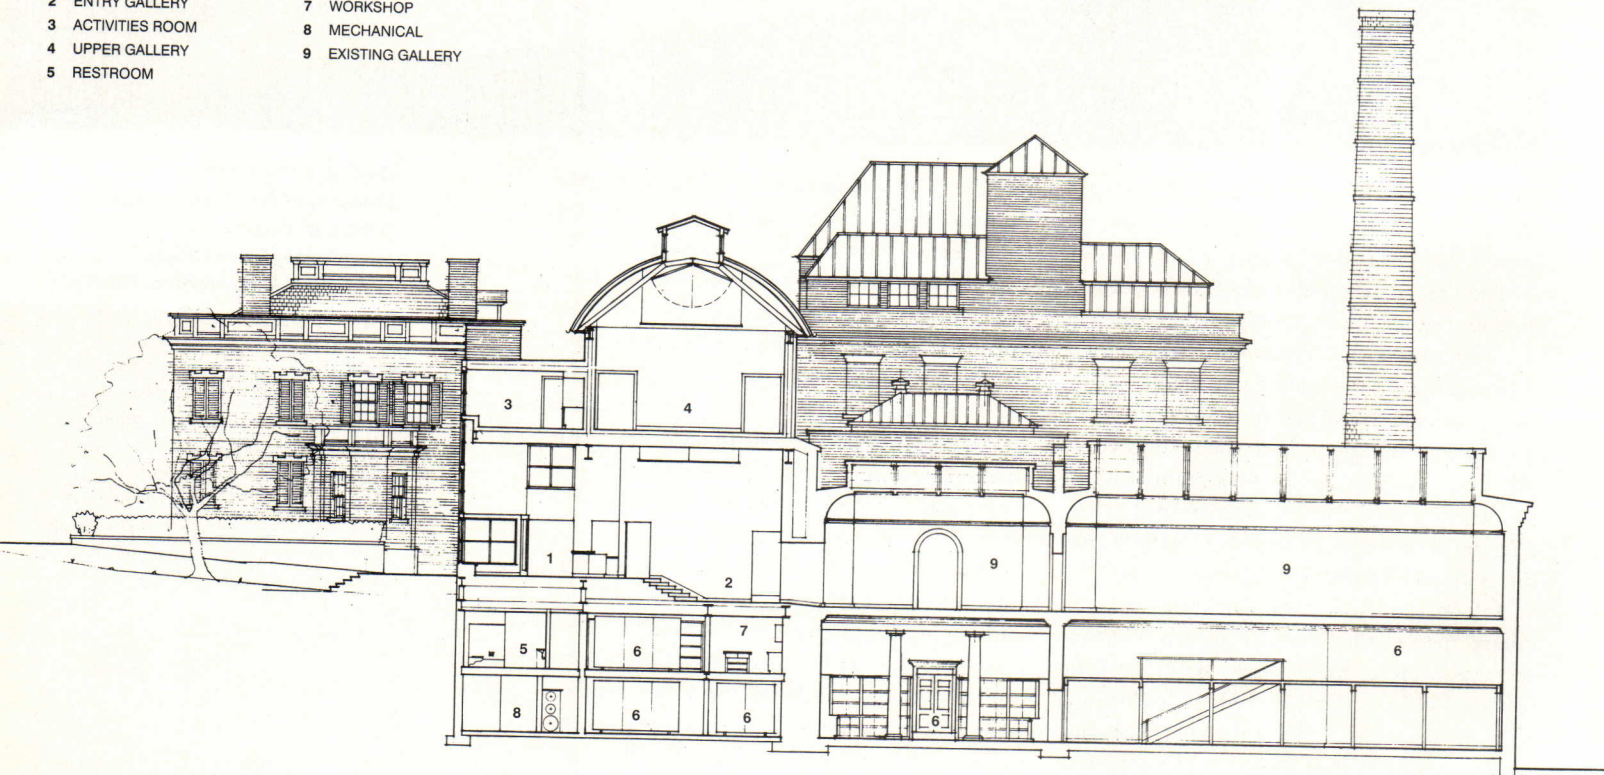 2 ENTRY GALLERY
3 ACTIVITIES ROOM
4 UPPER GALLERY
5 RESTROOM
7 WORKSHOP
8 MECHANICAL
9 EXISTING GALLERY
3
4
1
2
9
9
5
6
7
6
8
6
6
6